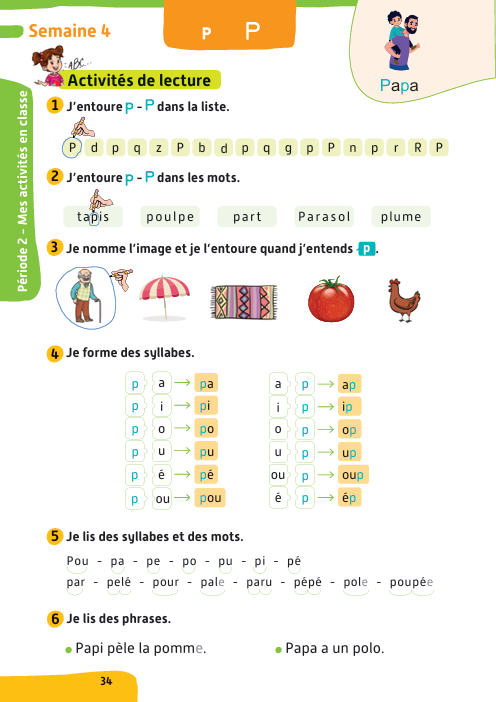 Semaine 4
p P
Papa
ABC...
Activités de lecture
Période 2 – Mes activités en classe
1 J'entoure p - P dans la liste.
P d p q z P b d p q g p P n p r R P
2 J'entoure p - P dans les mots.
tapis poulpe part Parasol plume
3 Je nomme l'image et je l'entoure quand j'entends p.
4 Je forme des syllabes.
p a → pa a p → ap
p i → pi i p → ip
p o → po o p → op
p u → pu u p → up
p é → pé ou p → oup
p ou → pou é p → ép
5 Je lis des syllabes et des mots.
Pou - pa - pe - po - pu - pi - pé
par - pelé - pour - pale - paru - pépé - pole - poupée
6 Je lis des phrases.
• Papi pèle la pomme. • Papa a un polo.
34